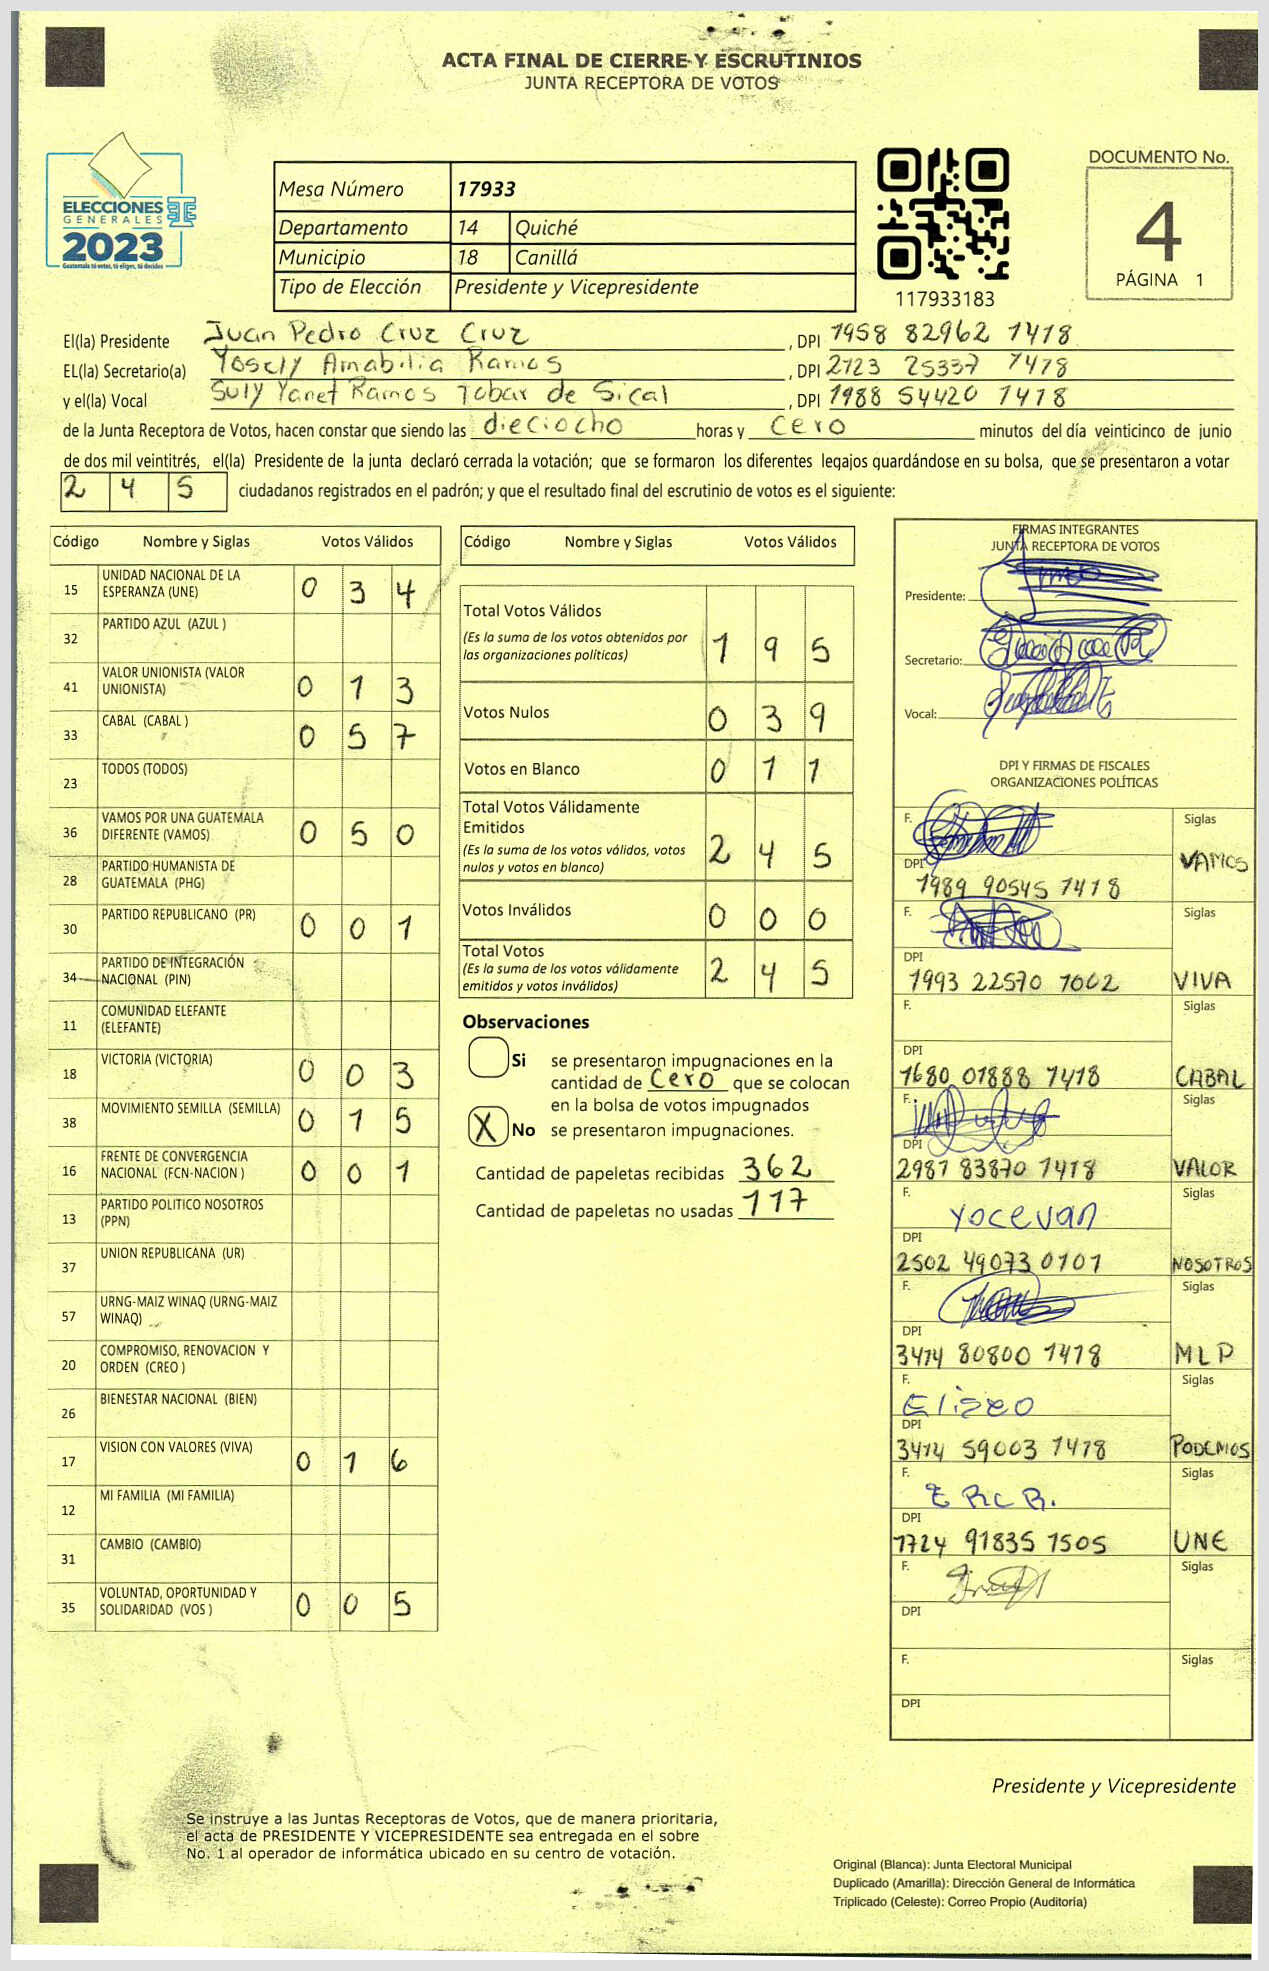 ACTA FINAL DE CIERRE Y ESCRUTINIOS
JUNTA RECEPTORA DE VOTOS
ELECCIONES
GENERALES
2023
Guatemala tú votas, tú eliges, tú decides
Mesa Número 17933
Departamento 14 Quiché
Municipio 18 Canillá
Tipo de Elección Presidente y Vicepresidente
117933183
DOCUMENTO No.
4
PÁGINA 1
El(la) Presidente Juan Pedro Cruz Cruz , DPI 1958 82962 1418
EL(la) Secretario(a) Yosely Amabilia Ramos , DPI 2123 25337 1418
y el(la) Vocal Suly Yanet Ramos Tobar de Sical , DPI 1988 54420 1418
de la Junta Receptora de Votos, hacen constar que siendo las dieciocho horas y cero minutos del día veinticinco de junio
de dos mil veintitrés, el(la) Presidente de la junta declaró cerrada la votación; que se formaron los diferentes legajos guardándose en su bolsa, que se presentaron a votar
2 4 5 ciudadanos registrados en el padrón; y que el resultado final del escrutinio de votos es el siguiente:
Código Nombre y Siglas Votos Válidos
15 UNIDAD NACIONAL DE LA ESPERANZA (UNE) 0 3 4
32 PARTIDO AZUL (AZUL )
41 VALOR UNIONISTA (VALOR UNIONISTA) 0 1 3
33 CABAL (CABAL ) 0 5 7
23 TODOS (TODOS)
36 VAMOS POR UNA GUATEMALA DIFERENTE (VAMOS) 0 5 0
28 PARTIDO HUMANISTA DE GUATEMALA (PHG)
30 PARTIDO REPUBLICANO (PR) 0 0 1
34 PARTIDO DE INTEGRACIÓN NACIONAL (PIN)
11 COMUNIDAD ELEFANTE (ELEFANTE)
18 VICTORIA (VICTORIA) 0 0 3
38 MOVIMIENTO SEMILLA (SEMILLA) 0 1 5
16 FRENTE DE CONVERGENCIA NACIONAL (FCN-NACION ) 0 0 1
13 PARTIDO POLITICO NOSOTROS (PPN)
37 UNION REPUBLICANA (UR)
57 URNG-MAIZ WINAQ (URNG-MAIZ WINAQ)
20 COMPROMISO, RENOVACION Y ORDEN (CREO )
26 BIENESTAR NACIONAL (BIEN)
17 VISION CON VALORES (VIVA) 0 1 6
12 MI FAMILIA (MI FAMILIA)
31 CAMBIO (CAMBIO)
35 VOLUNTAD, OPORTUNIDAD Y SOLIDARIDAD (VOS ) 0 0 5
Código Nombre y Siglas Votos Válidos
Total Votos Válidos
(Es la suma de los votos obtenidos por
las organizaciones políticas) 1 9 5
Votos Nulos 0 3 9
Votos en Blanco 0 1 1
Total Votos Válidamente
Emitidos
(Es la suma de los votos válidos, votos
nulos y votos en blanco) 2 4 5
Votos Inválidos 0 0 0
Total Votos
(Es la suma de los votos válidamente
emitidos y votos inválidos) 2 4 5
Observaciones
Si se presentaron impugnaciones en la
cantidad de Cero que se colocan
en la bolsa de votos impugnados
X No se presentaron impugnaciones.
Cantidad de papeletas recibidas 362
Cantidad de papeletas no usadas 117
FIRMAS INTEGRANTES
JUNTA RECEPTORA DE VOTOS
Presidente:
Secretario:
Vocal:
DPI Y FIRMAS DE FISCALES
ORGANIZACIONES POLÍTICAS
F. Siglas
DPI 1989 90545 1418 VAMOS
F. Siglas
DPI 1993 22570 1002 VIVA
F. Siglas
DPI 1680 01888 1418 CABAL
F. Siglas
DPI 2981 83870 1418 VALOR
F. Yocevan Siglas
DPI 2502 49073 0101 NOSOTROS
F. Siglas
DPI 3414 80800 1418 MLP
F. Eliseo Siglas
DPI 3414 59003 1418 PODEMOS
F. Siglas
DPI 1724 91835 1505 UNE
F. Siglas
DPI
F. Siglas
DPI
Presidente y Vicepresidente
Se instruye a las Juntas Receptoras de Votos, que de manera prioritaria,
el acta de PRESIDENTE Y VICEPRESIDENTE sea entregada en el sobre
No. 1 al operador de informática ubicado en su centro de votación.
Original (Blanca): Junta Electoral Municipal
Duplicado (Amarilla): Dirección General de Informática
Triplicado (Celeste): Correo Propio (Auditoría)